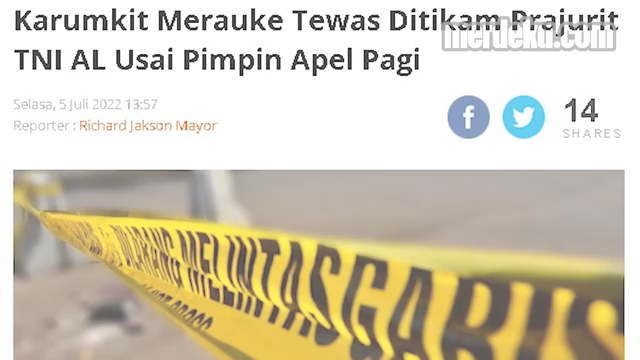 Karumkit Merauke Tewas Ditikam Prajurit
TNI AL Usai Pimpin Apel Pagi
merdeka.com
Selasa, 5 Juli 2022 13:57
Reporter : Richard Jakson Mayor
14
SHARES
DILARANG MELINTAS GARIS